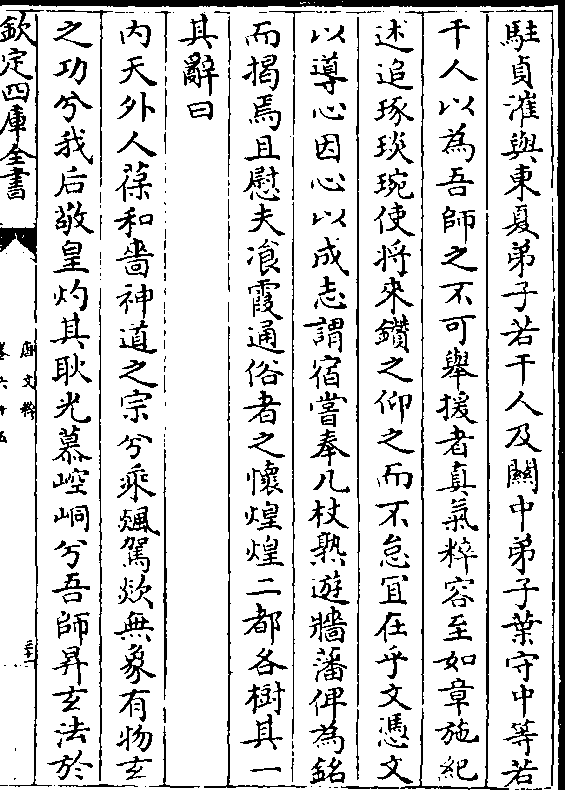 駐貞漼與東夏弟子若干人及關中弟子葉守中等若
干人以為吾師之不可舉援者真氣粹容至如章施紀
述追琢琰琬使將來鑽之仰之而不怠冝在乎文憑文
以導心因心以成志謂宿嘗奉几杖熟遊牆藩俾為銘
而揭焉且慰夫飡霞通俗者之懷煌煌二都各樹其一
其辭曰
内天外人葆和嗇神道之宗兮乘飈駕歘無象有物玄
之功兮我后敬皇灼其耿光慕崆峒兮吾師昇玄法於
欽定四庫全書
唐文粹
卷六十五